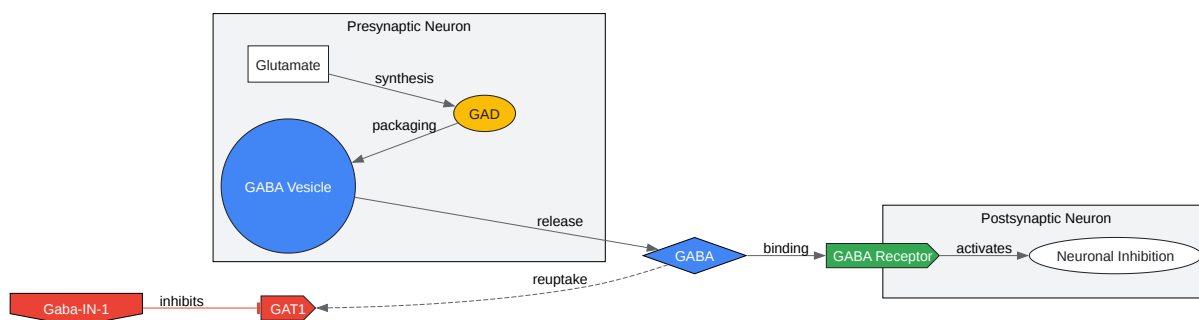 Presynaptic Neuron
Glutamate
synthesis
GAD
packaging
GABA Vesicle
release
Postsynaptic Neuron
GABA
binding
GABA Receptor
activates
Neuronal Inhibition
reuptake
Gaba-IN-1
inhibits
GAT1